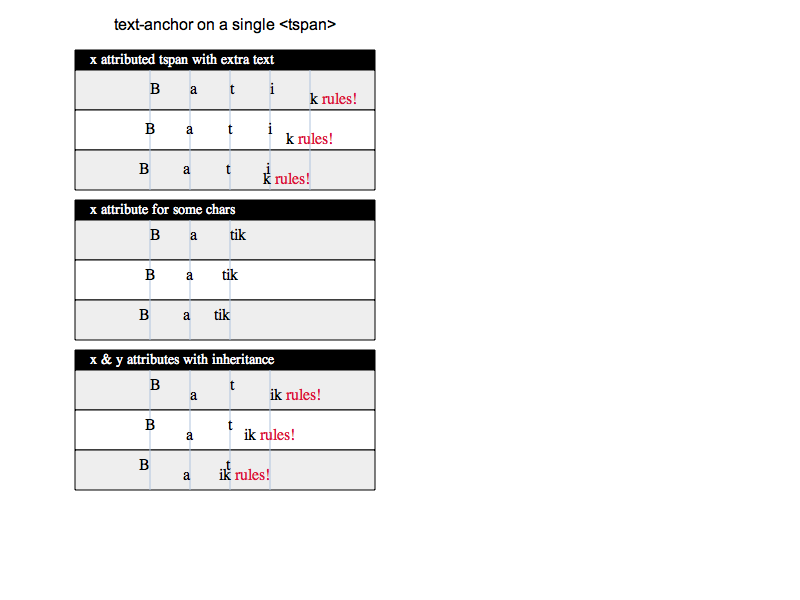 text-anchor on a single <tspan>
x attributed tspan with extra text
B a t i
k rules!
B a t i
k rules!
B a t i
k rules!
x attribute for some chars
B a tik
B a tik
B a tik
x & y attributes with inheritance
B t
a ik rules!
B t
a ik rules!
B t
a ik rules!